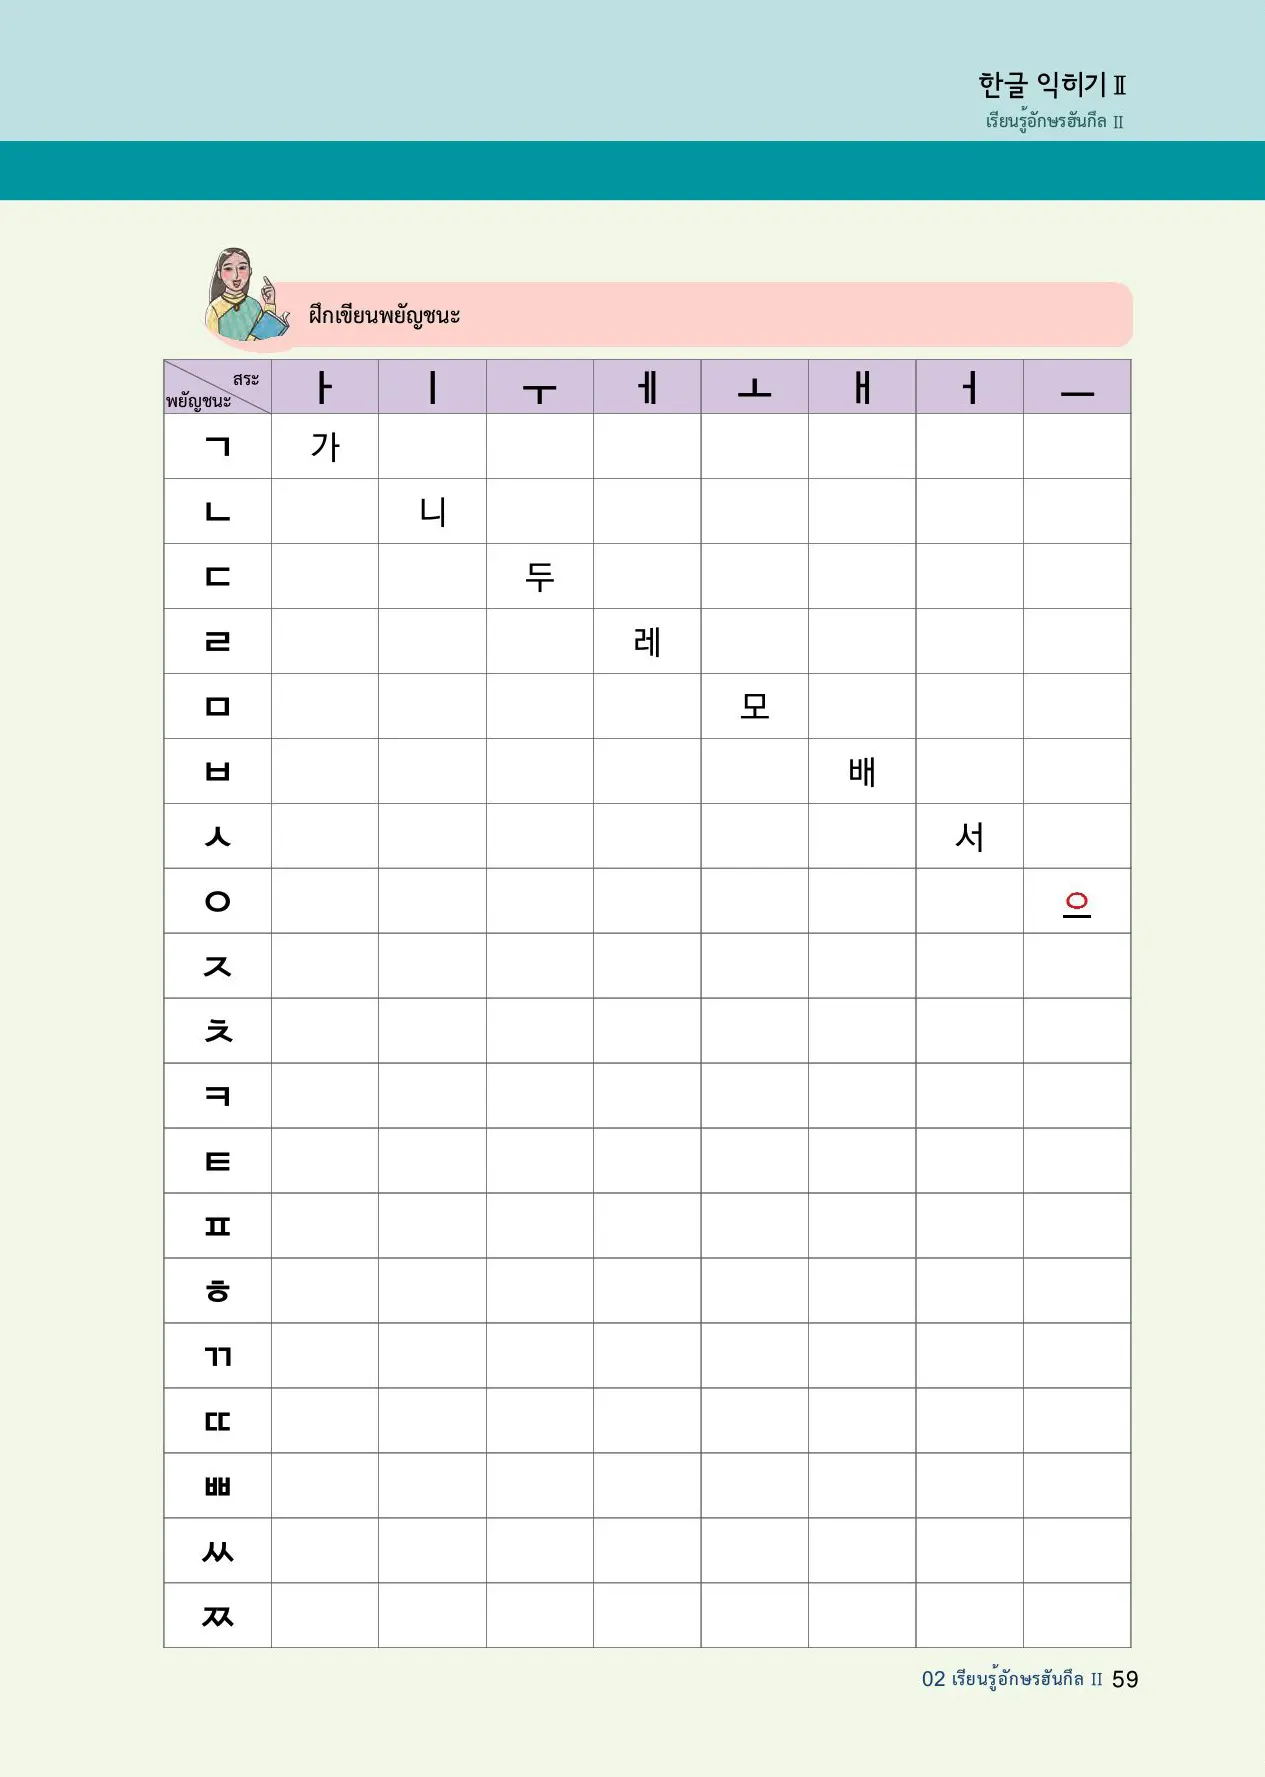 한글 익히기 Ⅱ
เรียนรู้อักษรฮันกึล Ⅱ
ฝึกเขียนพยัญชนะ
สระ
พยัญชนะ
ㅏ ㅣ ㅜ ㅔ ㅗ ㅐ ㅓ ㅡ
ㄱ 가
ㄴ 니
ㄷ 두
ㄹ 레
ㅁ 모
ㅂ 배
ㅅ 서
ㅇ 으
ㅈ
ㅊ
ㅋ
ㅌ
ㅍ
ㅎ
ㄲ
ㄸ
ㅃ
ㅆ
ㅉ
02 เรียนรู้อักษรฮันกึล Ⅱ 59